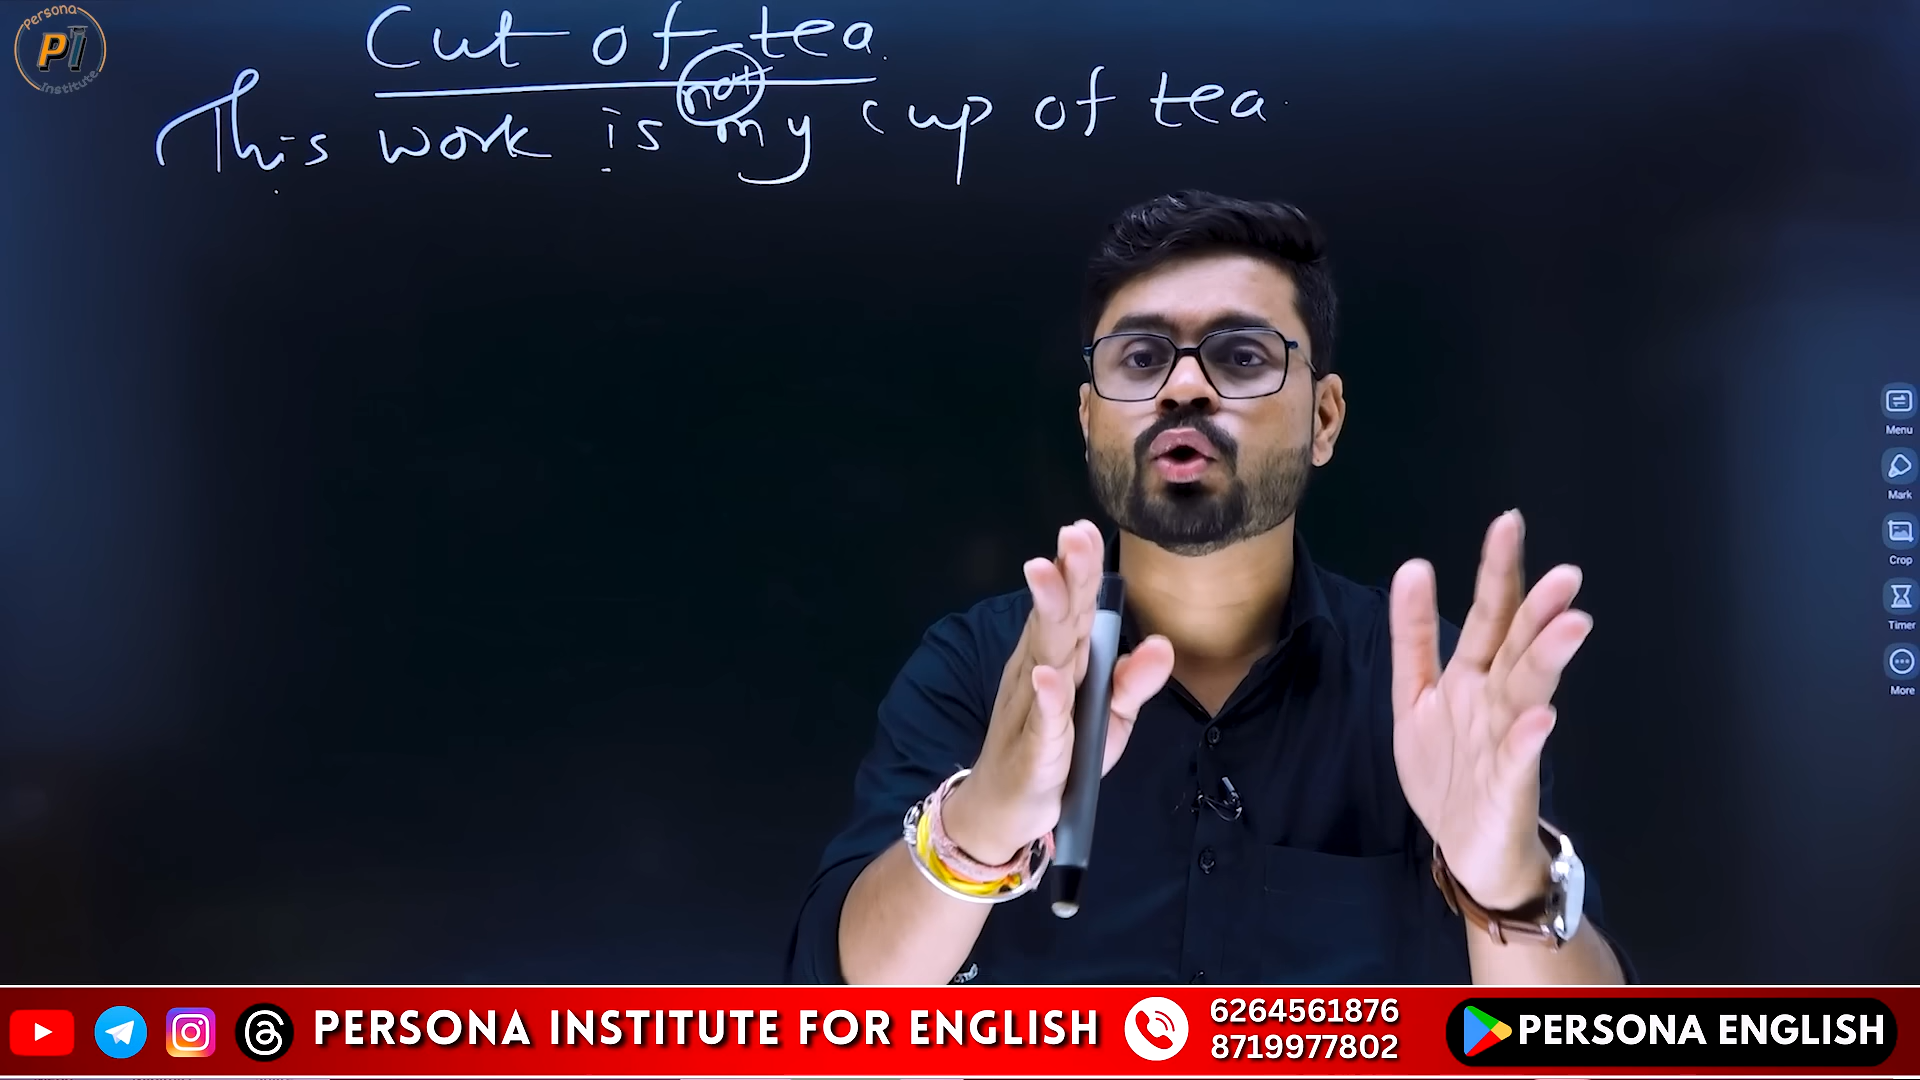 Cut of tea.
not
This work is my cup of tea.
Persona
PI
Institute
Menu
Mark
Crop
Timer
More
PERSONA INSTITUTE FOR ENGLISH
6264561876
8719977802
PERSONA ENGLISH